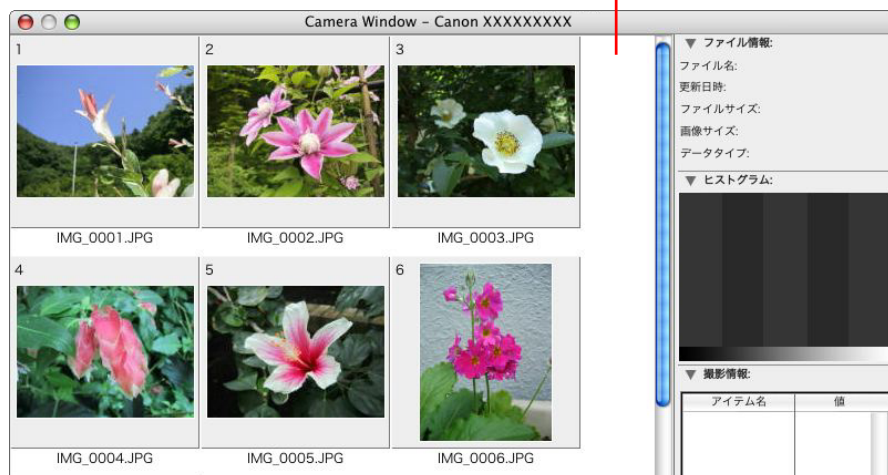 Camera Window - Canon XXXXXXXXX
1
2
3
IMG_0001.JPG
IMG_0002.JPG
IMG_0003.JPG
4
5
6
IMG_0004.JPG
IMG_0005.JPG
IMG_0006.JPG
▼ ファイル情報:
ファイル名:
更新日時:
ファイルサイズ:
画像サイズ:
データタイプ:
▼ ヒストグラム:
▼ 撮影情報:
アイテム名
値